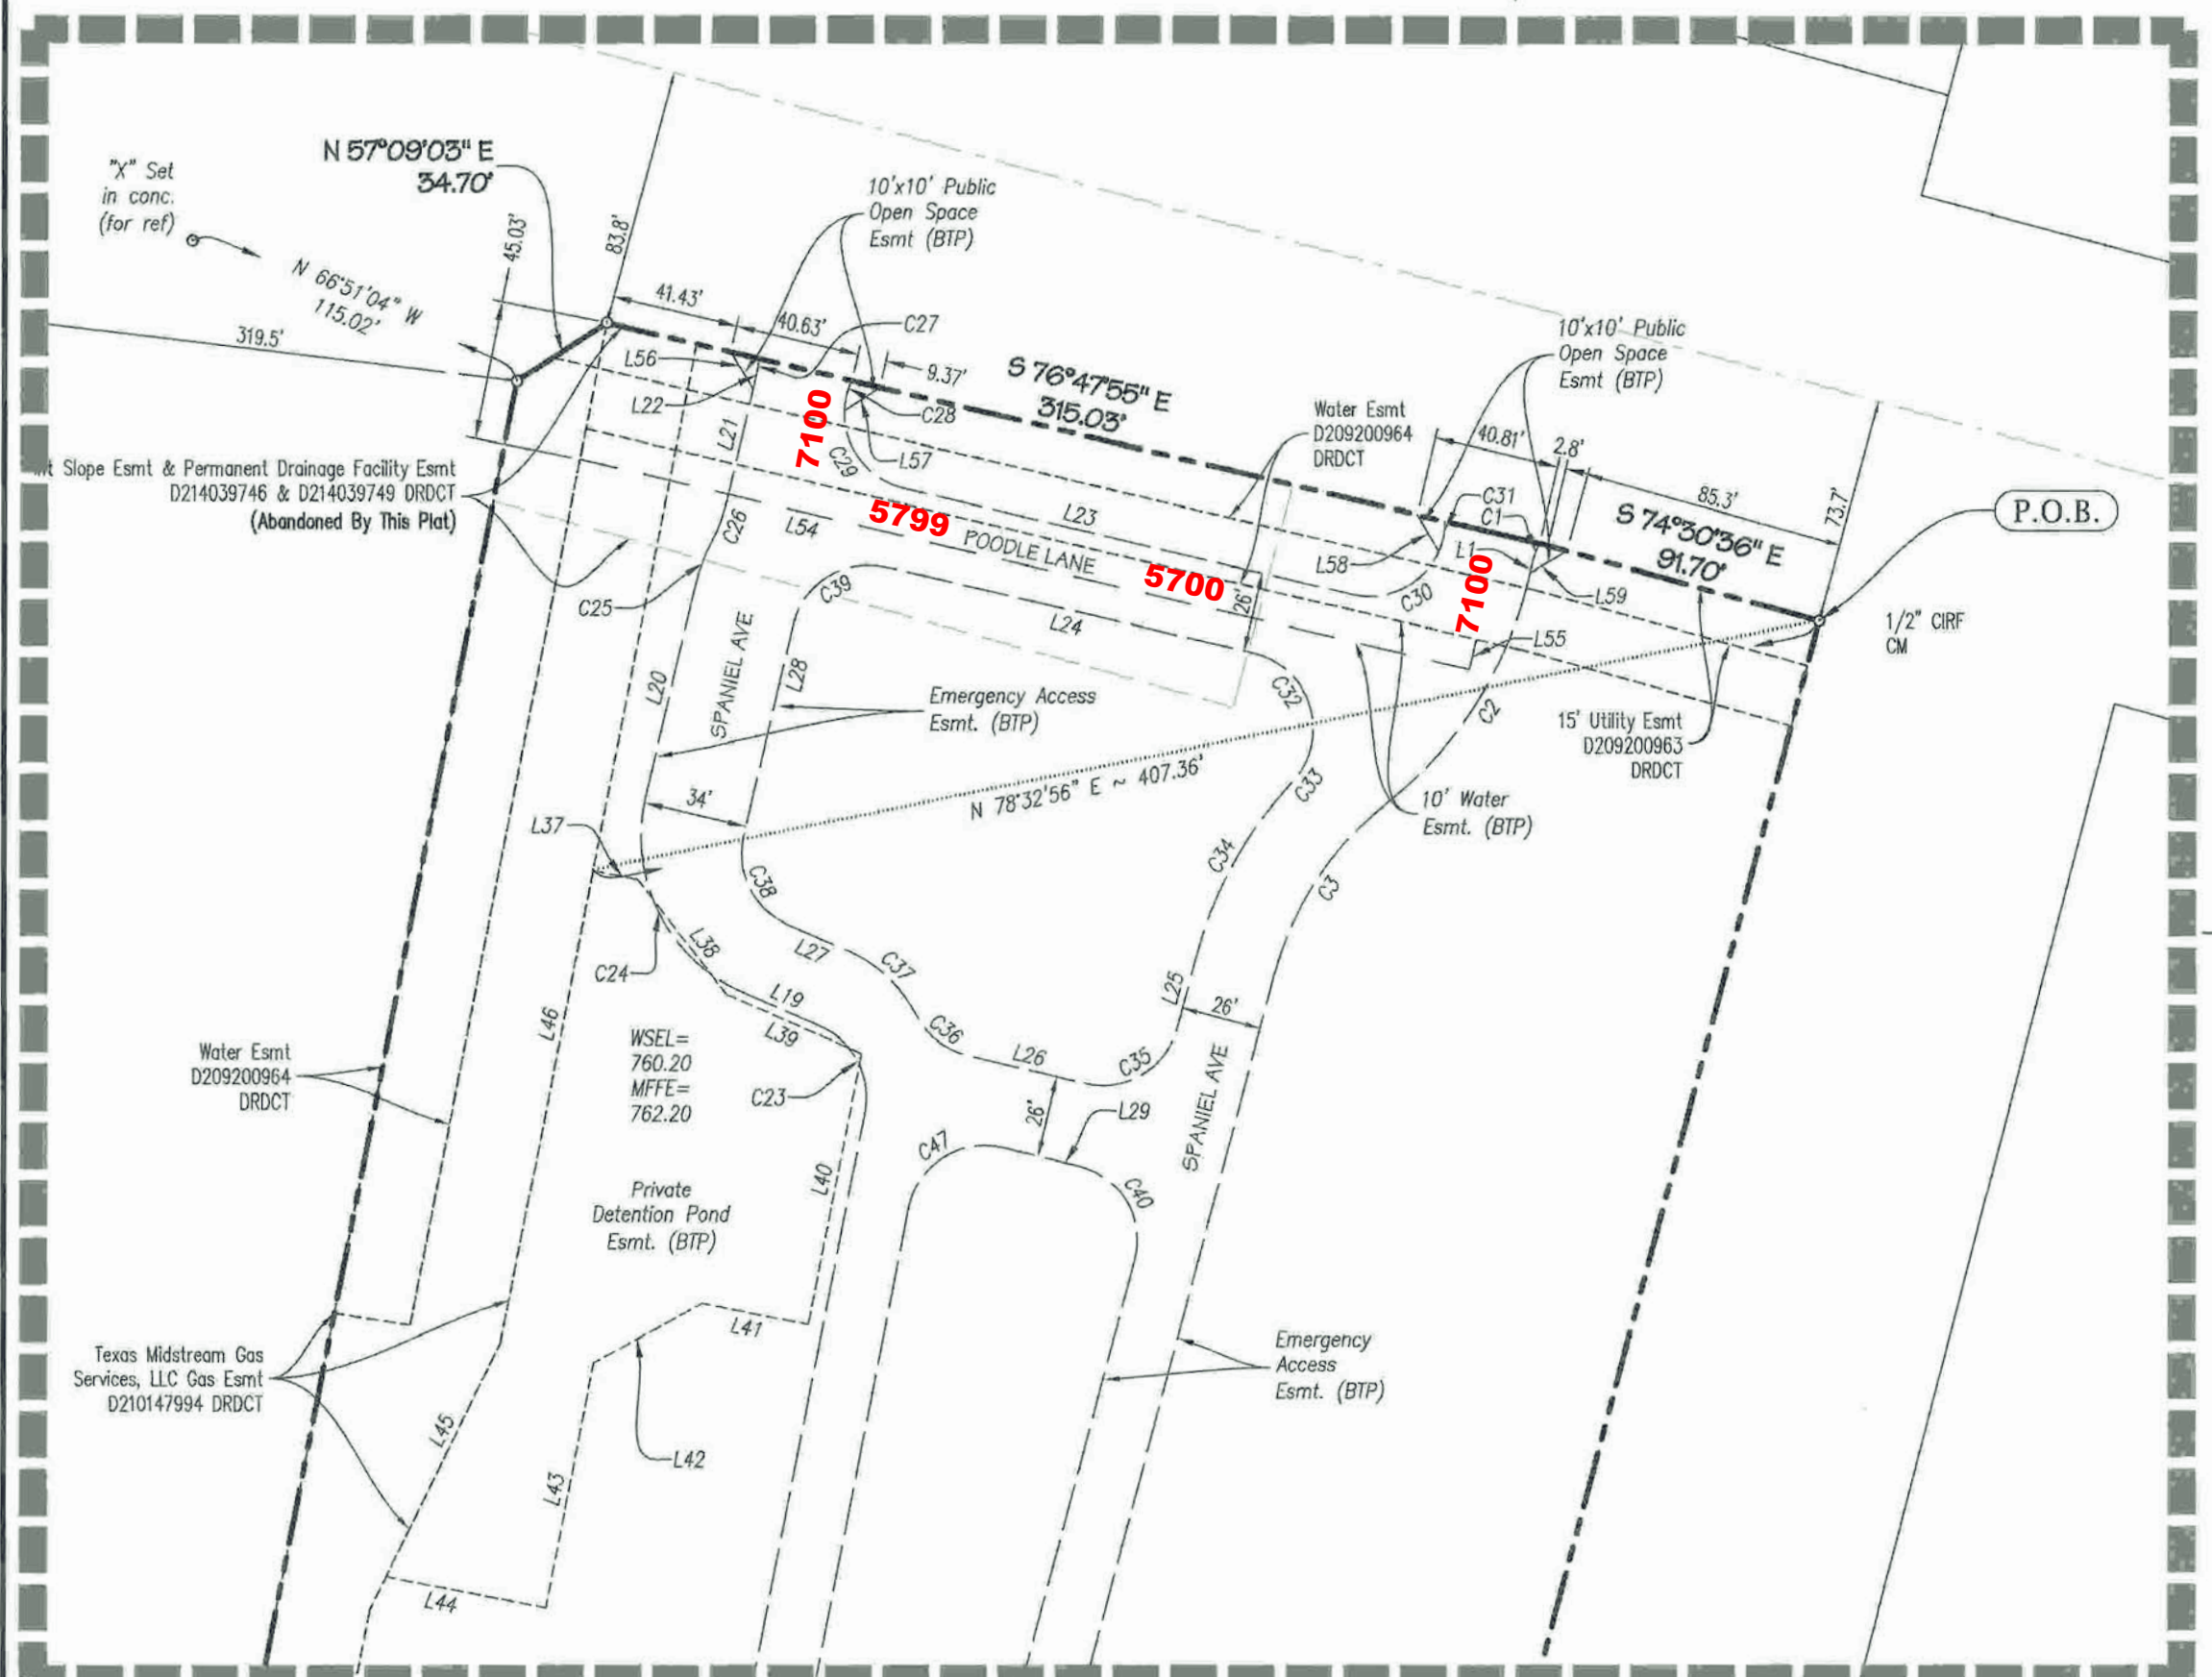 N 57°09'03" E
34.70'
"X" Set
in conc.
(for ref)
N 66°51'04" W
115.02'
319.5'
45.03'
83.8'
10'x10' Public
Open Space
Esmt (BTP)
41.43'
40.63'
C27
L56
9.37'
L22
C28
L21
7100
C29
L57
S 76°47'55" E
315.03'
10'x10' Public
Open Space
Esmt (BTP)
Water Esmt
D209200964
DRDCT
40.81'
2.8'
85.3'
73.7'
C31
C1
S 74°30'36" E
91.70'
P.O.B.
Slope Esmt & Permanent Drainage Facility Esmt
D214039746 & D214039749 DRDCT
(Abandoned By This Plat)
C26
L54
5799
L23
POODLE LANE
5700
L58
L1
7100
L59
26'
C30
1/2" CIRF
CM
C25
C39
L24
L55
SPANIEL AVE
L20
L28
Emergency Access
Esmt. (BTP)
C32
C2
15' Utility Esmt
D209200963
DRDCT
N 78°32'56" E ~ 407.36'
C33
10' Water
Esmt. (BTP)
34'
L37
C38
C34
C3
L38
L27
C37
C24
L19
L39
L25
26'
L46
C36
L26
C35
WSEL=
760.20
MFFE=
762.20
C23
26'
L29
SPANIEL AVE
Water Esmt
D209200964
DRDCT
C47
C40
L40
Private
Detention Pond
Esmt. (BTP)
L41
Texas Midstream Gas
Services, LLC Gas Esmt
D210147994 DRDCT
Emergency
Access
Esmt. (BTP)
L45
L42
L43
L44